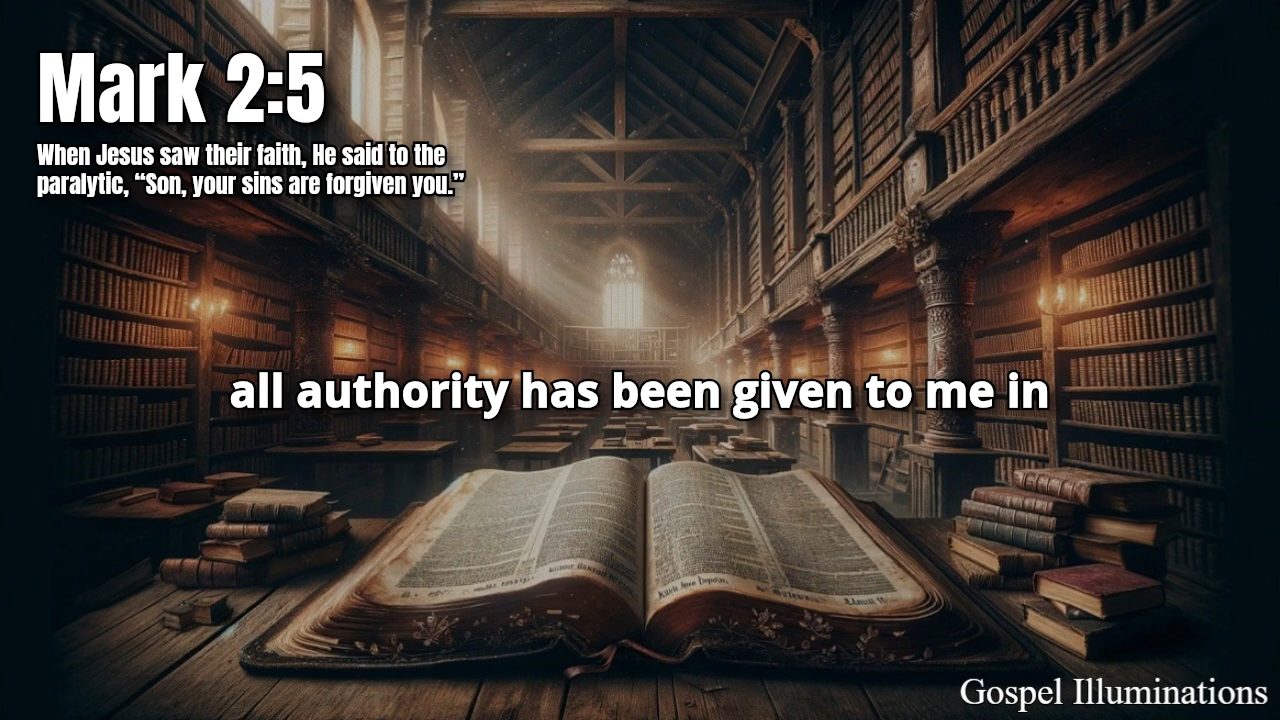 Mark 2:5
When Jesus saw their faith, He said to the
paralytic, “Son, your sins are forgiven you.”
all authority has been given to me in
Gospel Illuminations